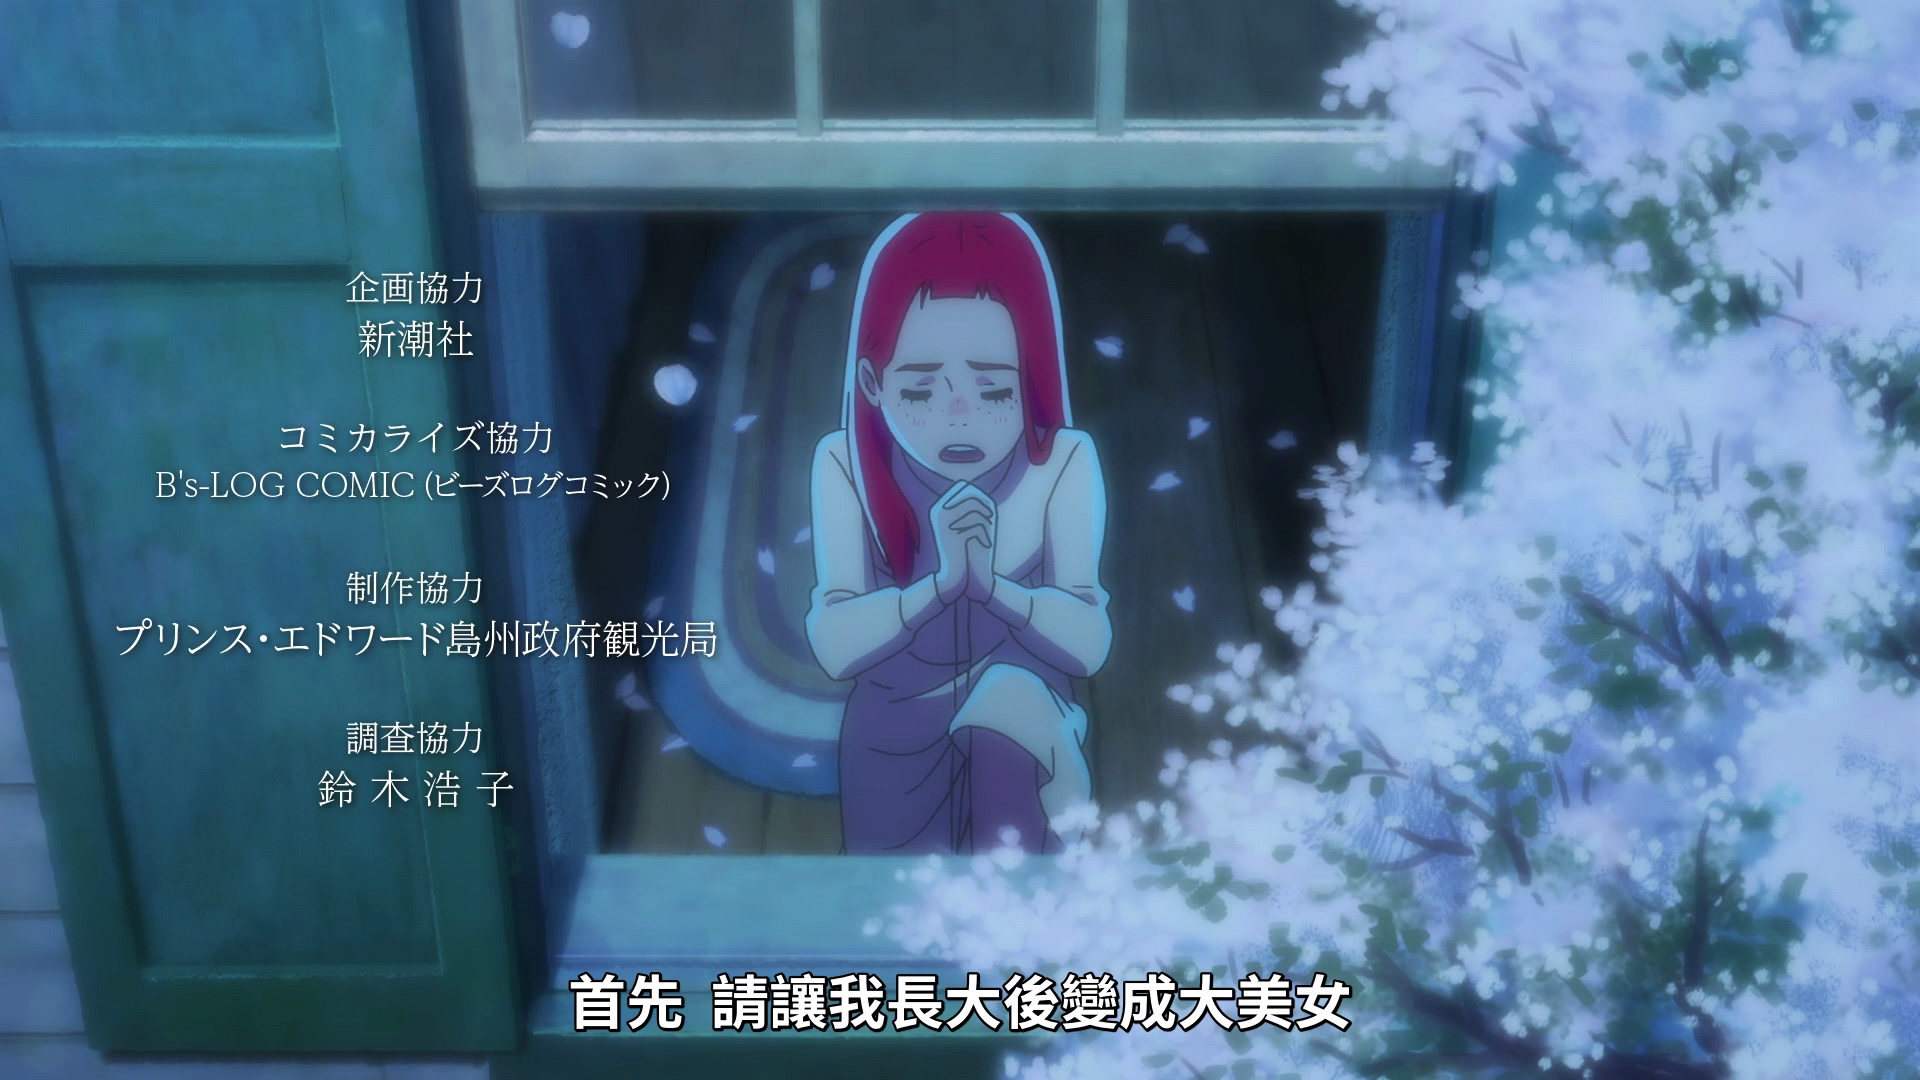 企画協力
新潮社
コミカライズ協力
B's-LOG COMIC（ビーズログコミック）
制作協力
プリンス・エドワード島州政府観光局
調査協力
鈴木浩子
首先 請讓我長大後變成大美女